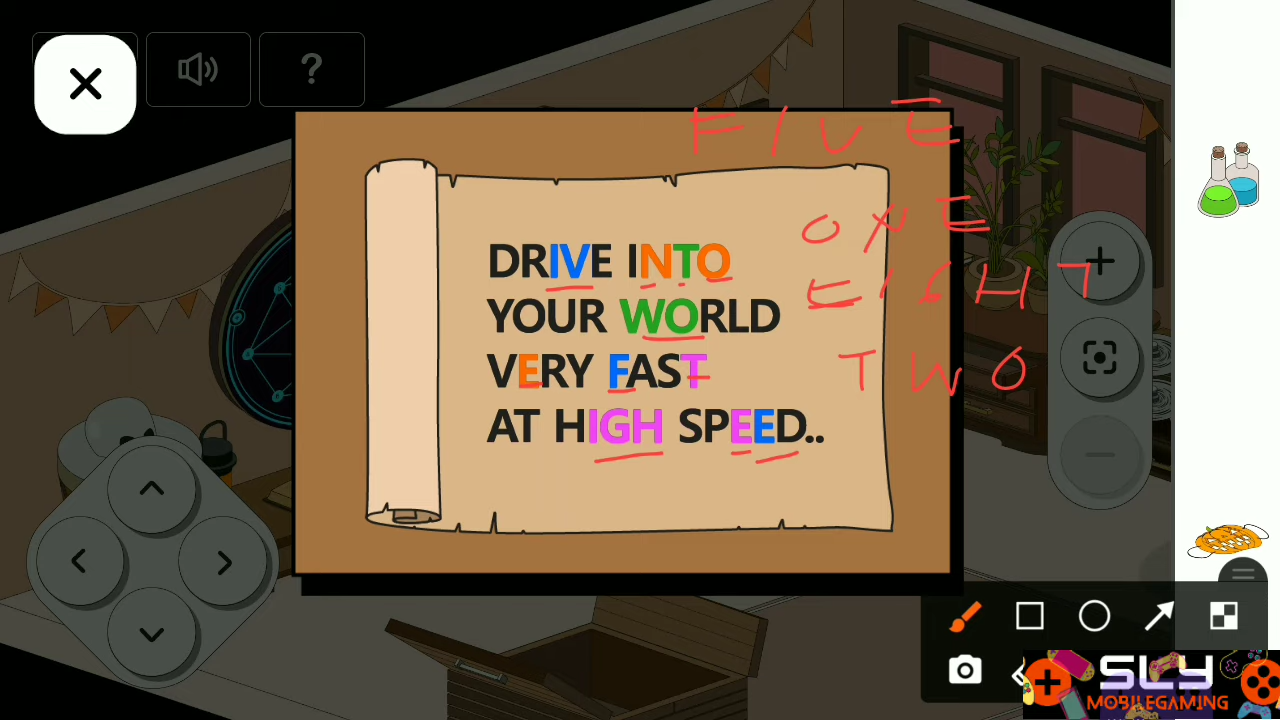 ?
FIVE
ONE
EIGHT
TWO
DRIVE INTO
YOUR WORLD
VERY FAST
AT HIGH SPEED..
SLY
MOBILEGAMING